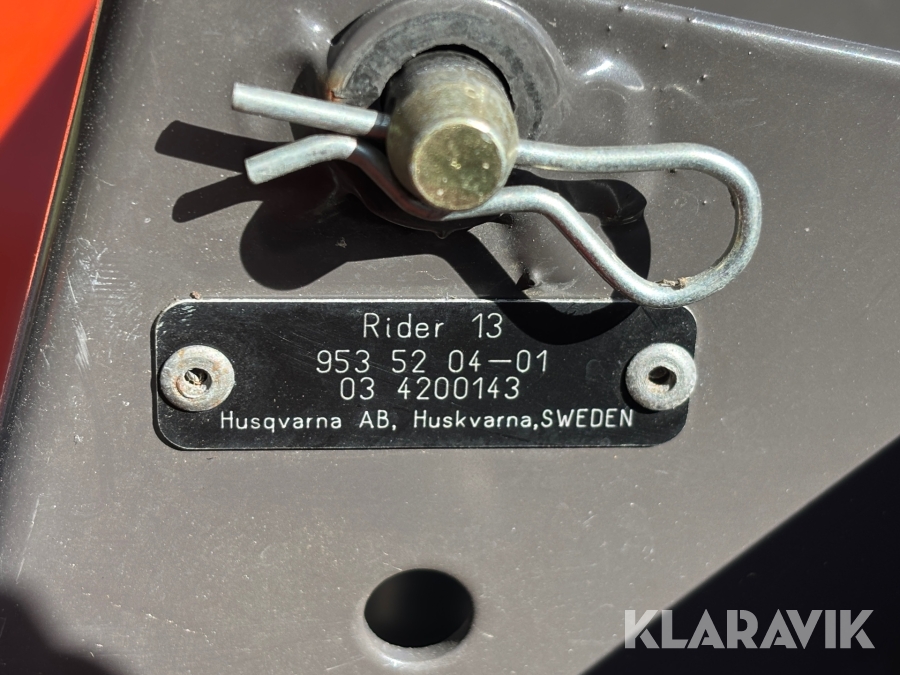 Rider 13
953 52 04-01
03 4200143
Husqvarna AB, Huskvarna,SWEDEN
KLARAVIK